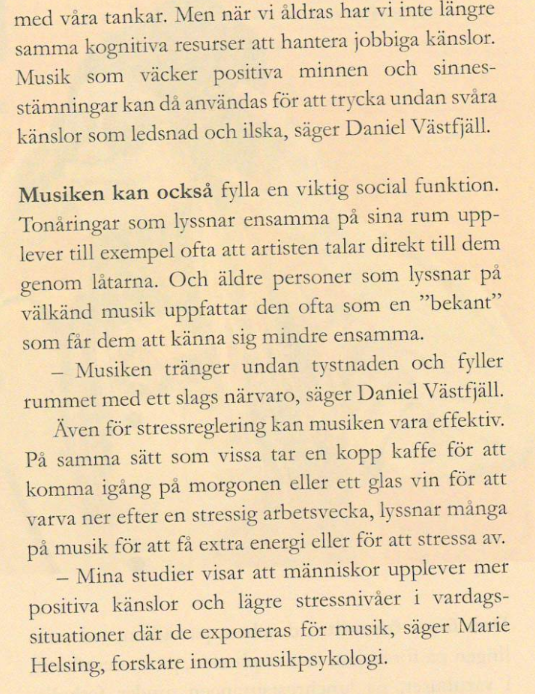 med våra tankar. Men när vi åldras har vi inte längre
samma kognitiva resurser att hantera jobbiga känslor.
Musik som väcker positiva minnen och sinnes-
stämningar kan då användas för att trycka undan svåra
känslor som ledsnad och ilska, säger Daniel Västfjäll.
Musiken kan också fylla en viktig social funktion.
Tonåringar som lyssnar ensamma på sina rum upp-
lever till exempel ofta att artisten talar direkt till dem
genom låtarna. Och äldre personer som lyssnar på
välkänd musik uppfattar den ofta som en ”bekant”
som får dem att känna sig mindre ensamma.
– Musiken tränger undan tystnaden och fyller
rummet med ett slags närvaro, säger Daniel Västfjäll.
Även för stressreglering kan musiken vara effektiv.
På samma sätt som vissa tar en kopp kaffe för att
komma igång på morgonen eller ett glas vin för att
varva ner efter en stressig arbetsvecka, lyssnar många
på musik för att få extra energi eller för att stressa av.
– Mina studier visar att människor upplever mer
positiva känslor och lägre stressnivåer i vardags-
situationer där de exponeras för musik, säger Marie
Helsing, forskare inom musikpsykologi.